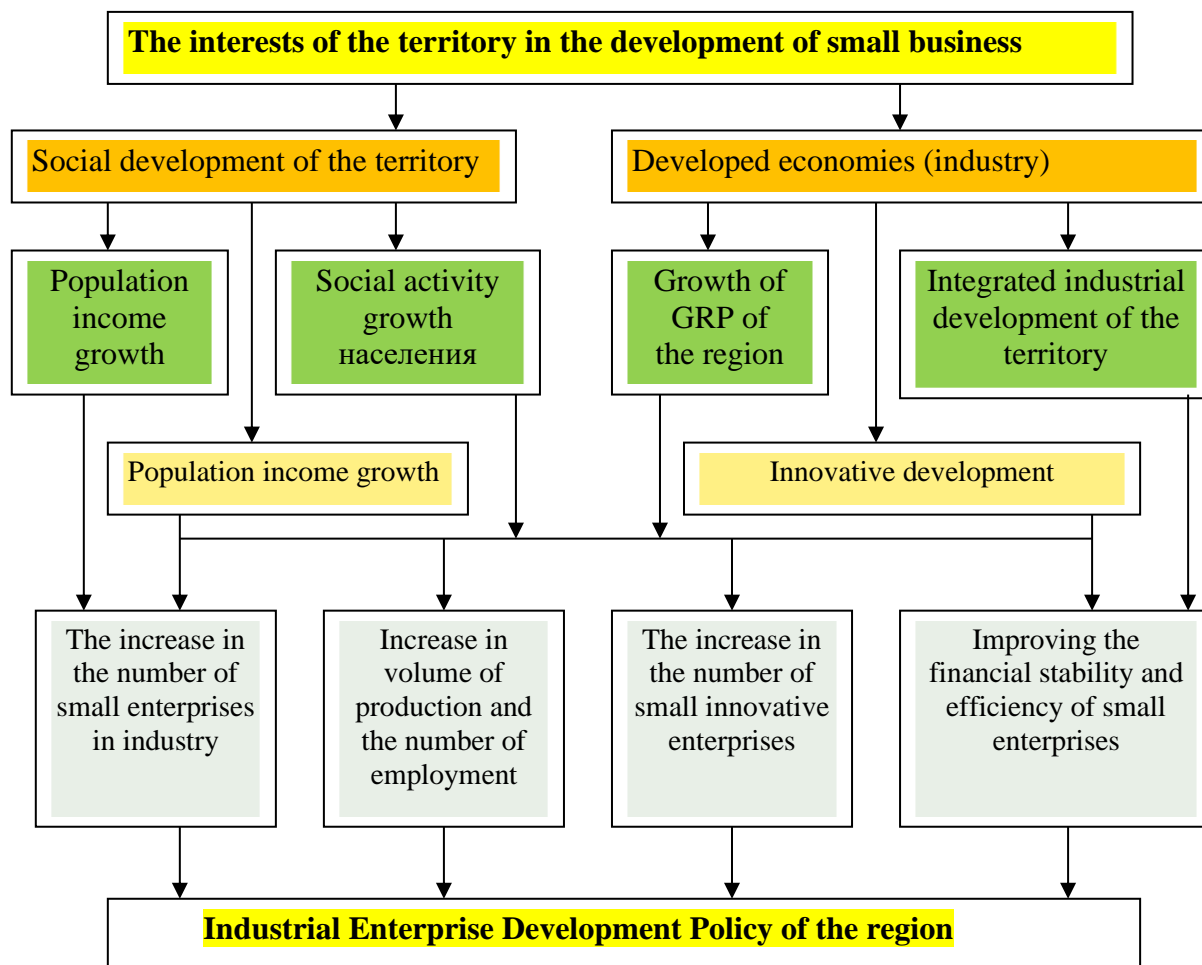 The interests of the territory in the development of small business
Social development of the territory
Developed economies (industry)
Population
income
growth
Social activity
growth
населения
Growth of
GRP of
the region
Integrated industrial
development of the
territory
Population income growth
Innovative development
The increase in
the number of
small enterprises
in industry
Increase in
volume of
production and
the number of
employment
The increase in
the number of
small innovative
enterprises
Improving the
financial stability and
efficiency of small
enterprises
Industrial Enterprise Development Policy of the region